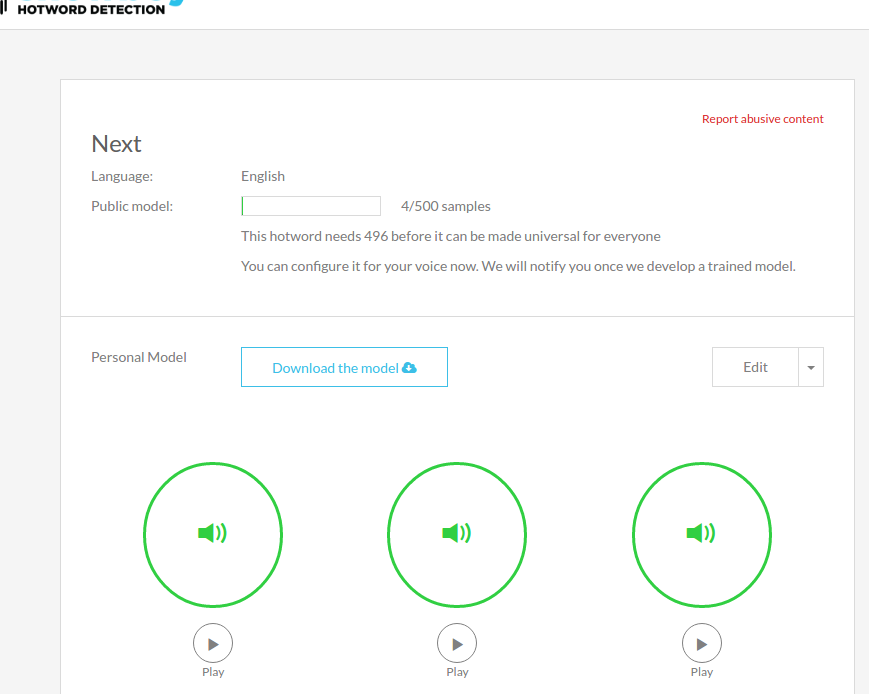 HOTWORD DETECTION
Report abusive content
Next
Language: English
Public model: 4/500 samples
This hotword needs 496 before it can be made universal for everyone
You can configure it for your voice now. We will notify you once we develop a trained model.
Personal Model Download the model Edit
Play Play Play